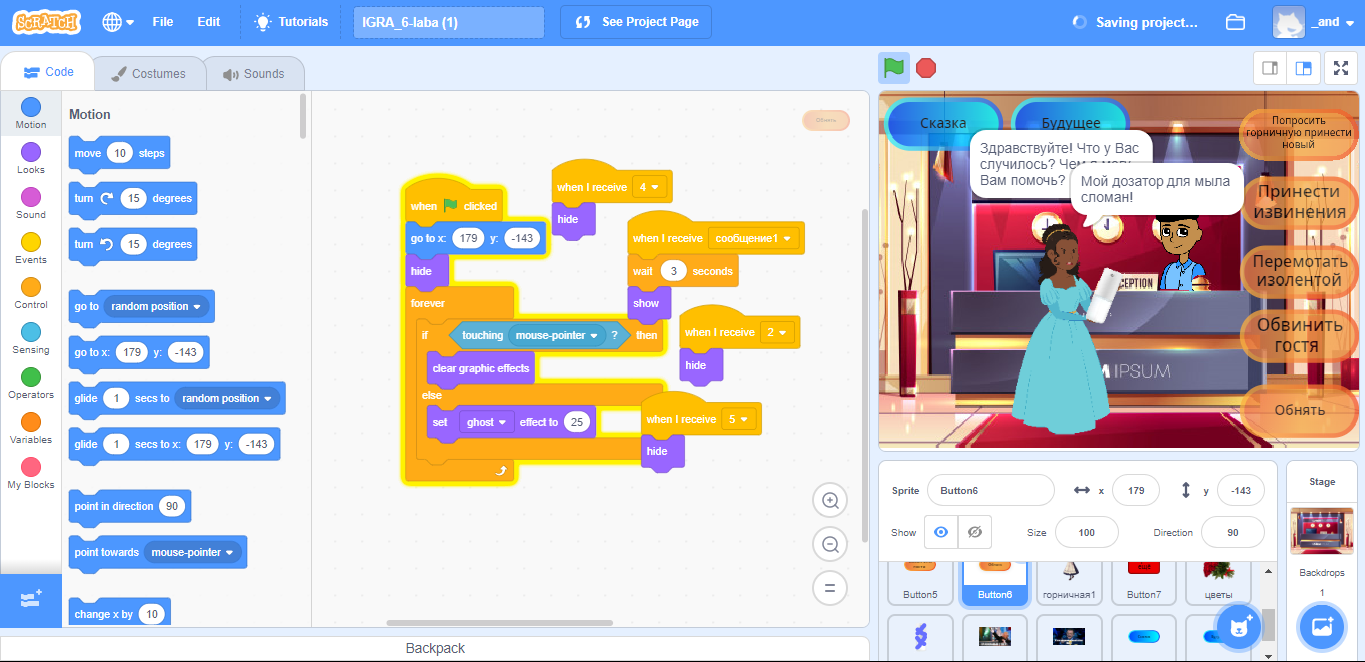 SCRATCH
File
Edit
Tutorials
IGRA_6-laba (1)
See Project Page
Saving project...
_and
Code
Costumes
Sounds
Motion
Looks
Sound
Events
Control
Sensing
Operators
Variables
My Blocks
Motion
move 10 steps
turn 15 degrees
turn 15 degrees
go to random position
go to x: 179 y: -143
glide 1 secs to random position
glide 1 secs to x: 179 y: -143
point in direction 90
point towards mouse-pointer
change x by 10
Обнять
when clicked
go to x: 179 y: -143
hide
forever
if touching mouse-pointer ? then
clear graphic effects
else
set ghost effect to 25
when I receive 4
hide
when I receive сообщение1
wait 3 seconds
show
when I receive 2
hide
when I receive 5
hide
Backpack
Сказка
Будущее
Здравствуйте! Что у Вас
случилось? Чем я могу
Вам помочь?
Мой дозатор для мыла
сломан!
Попросить
горничную принести
новый
Принести
извинения
Перемотать
изолентой
Обвинить
гостя
Обнять
RECEPTION
M IPSUM
Sprite
Button6
x
179
y
-143
Show
Size
100
Direction
90
Button5
Button6
горничная1
Button7
цветы
Stage
Backdrops
1